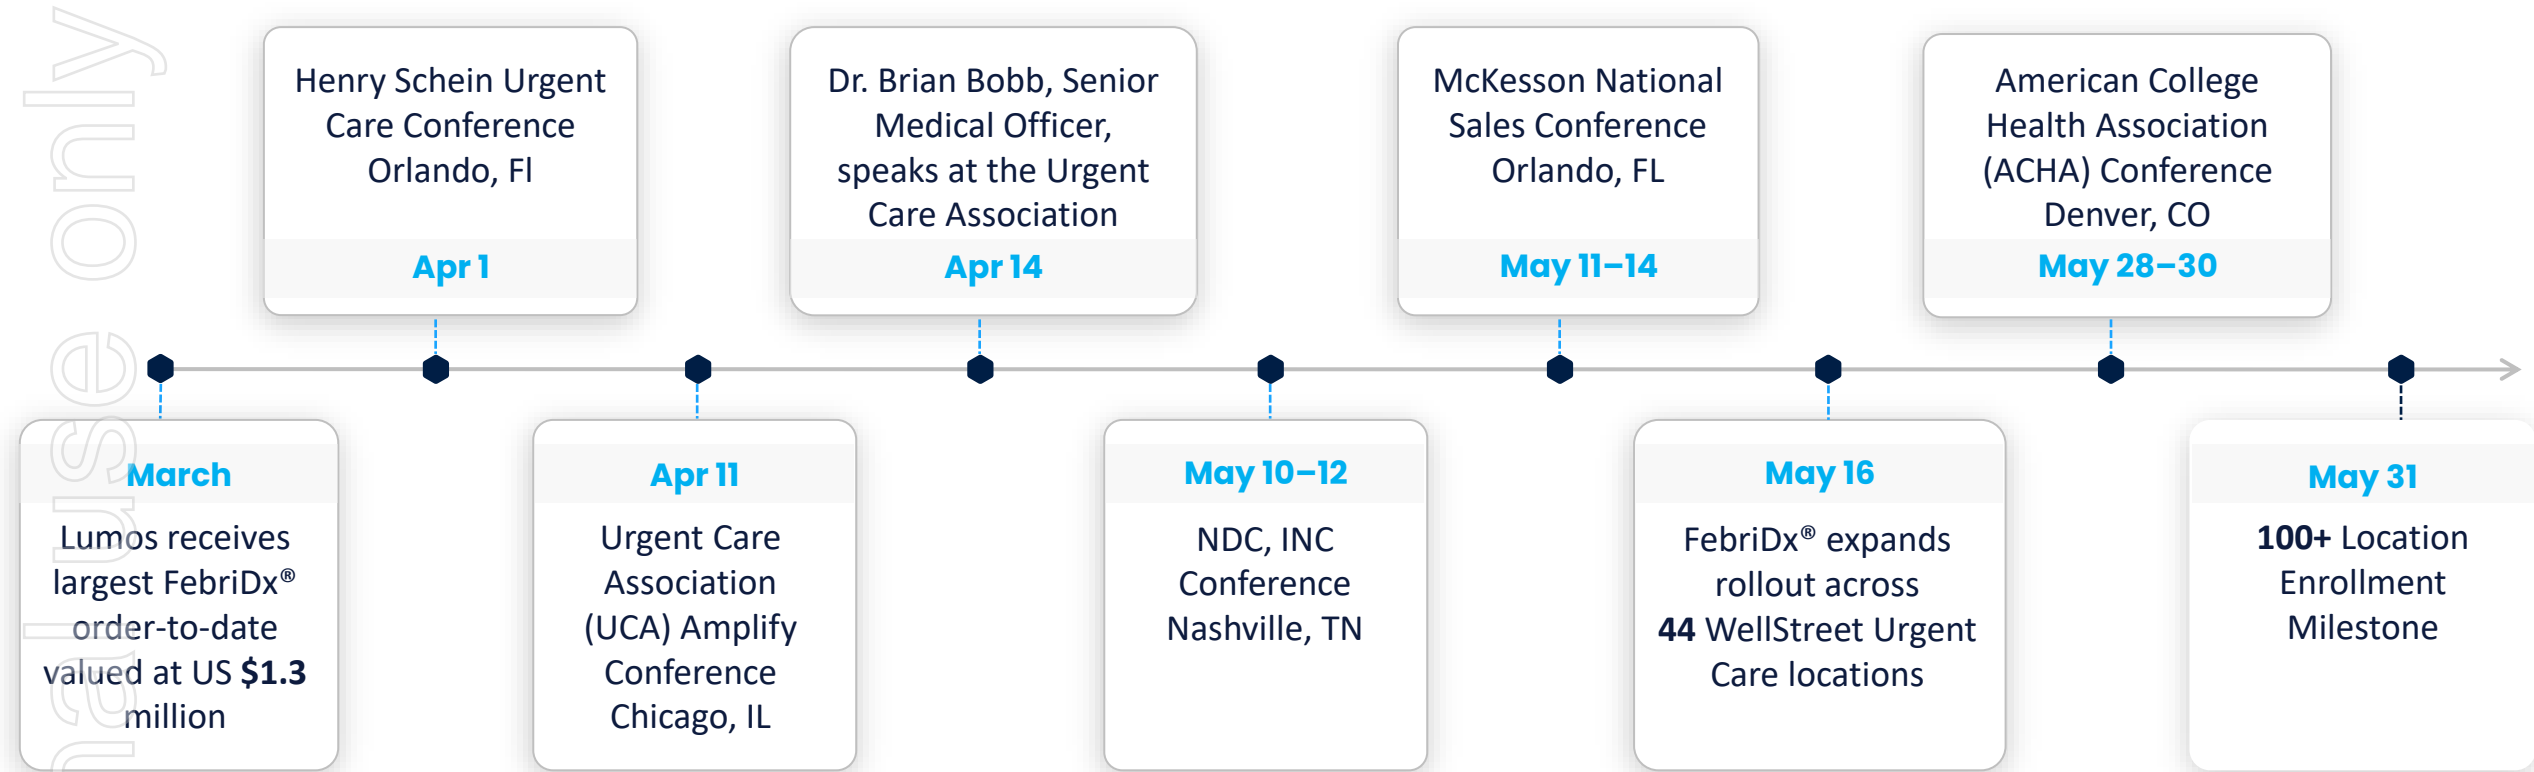 Henry Schein Urgent
Care Conference
Orlando, Fl
Apr 1
Dr. Brian Bobb, Senior
Medical Officer,
speaks at the Urgent
Care Association
Apr 14
McKesson National
Sales Conference
Orlando, FL
May 11–14
American College
Health Association
(ACHA) Conference
Denver, CO
May 28–30
March
Lumos receives
largest FebriDx®
order-to-date
valued at US $1.3
million
Apr 11
Urgent Care
Association
(UCA) Amplify
Conference
Chicago, IL
May 10–12
NDC, INC
Conference
Nashville, TN
May 16
FebriDx® expands
rollout across
44 WellStreet Urgent
Care locations
May 31
100+ Location
Enrollment
Milestone
nal use only